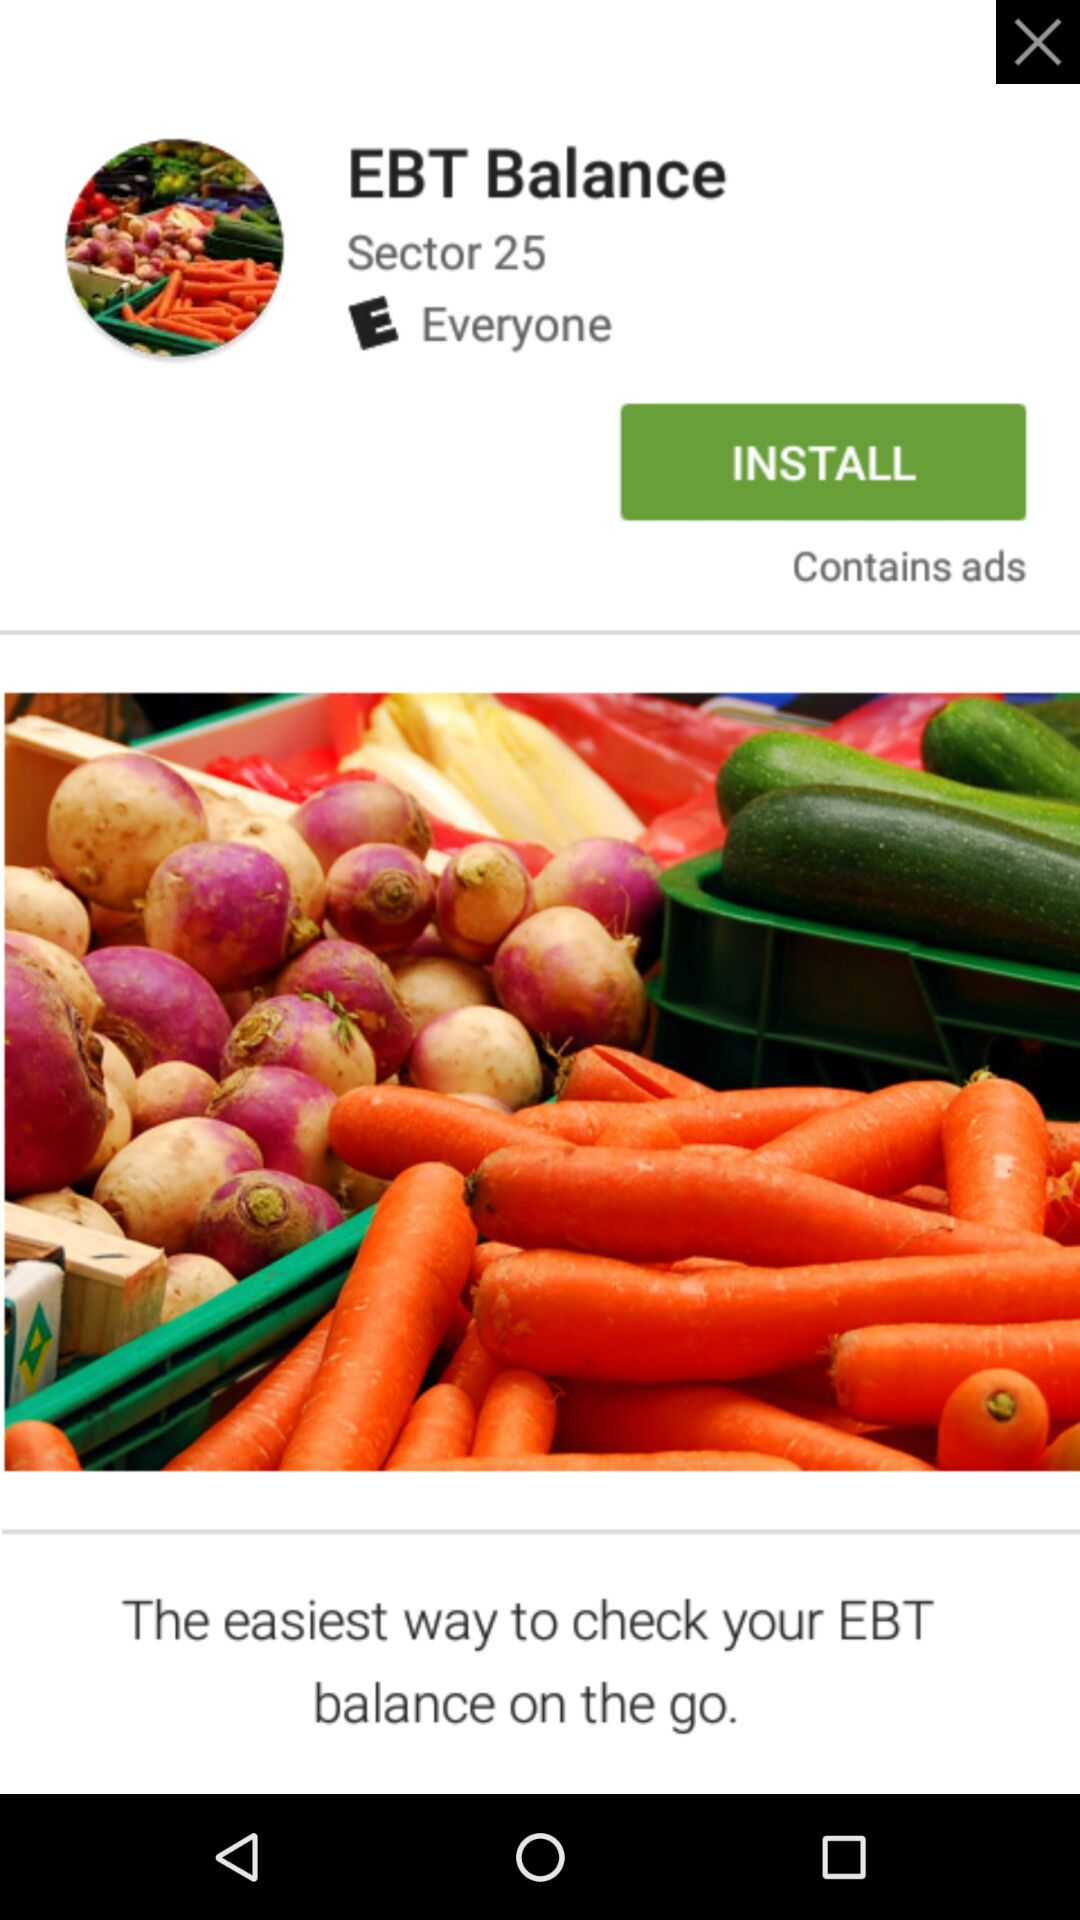 EBT Balance
Sector 25
E Everyone
INSTALL
Contains ads
The easiest way to check your EBT
balance on the go.